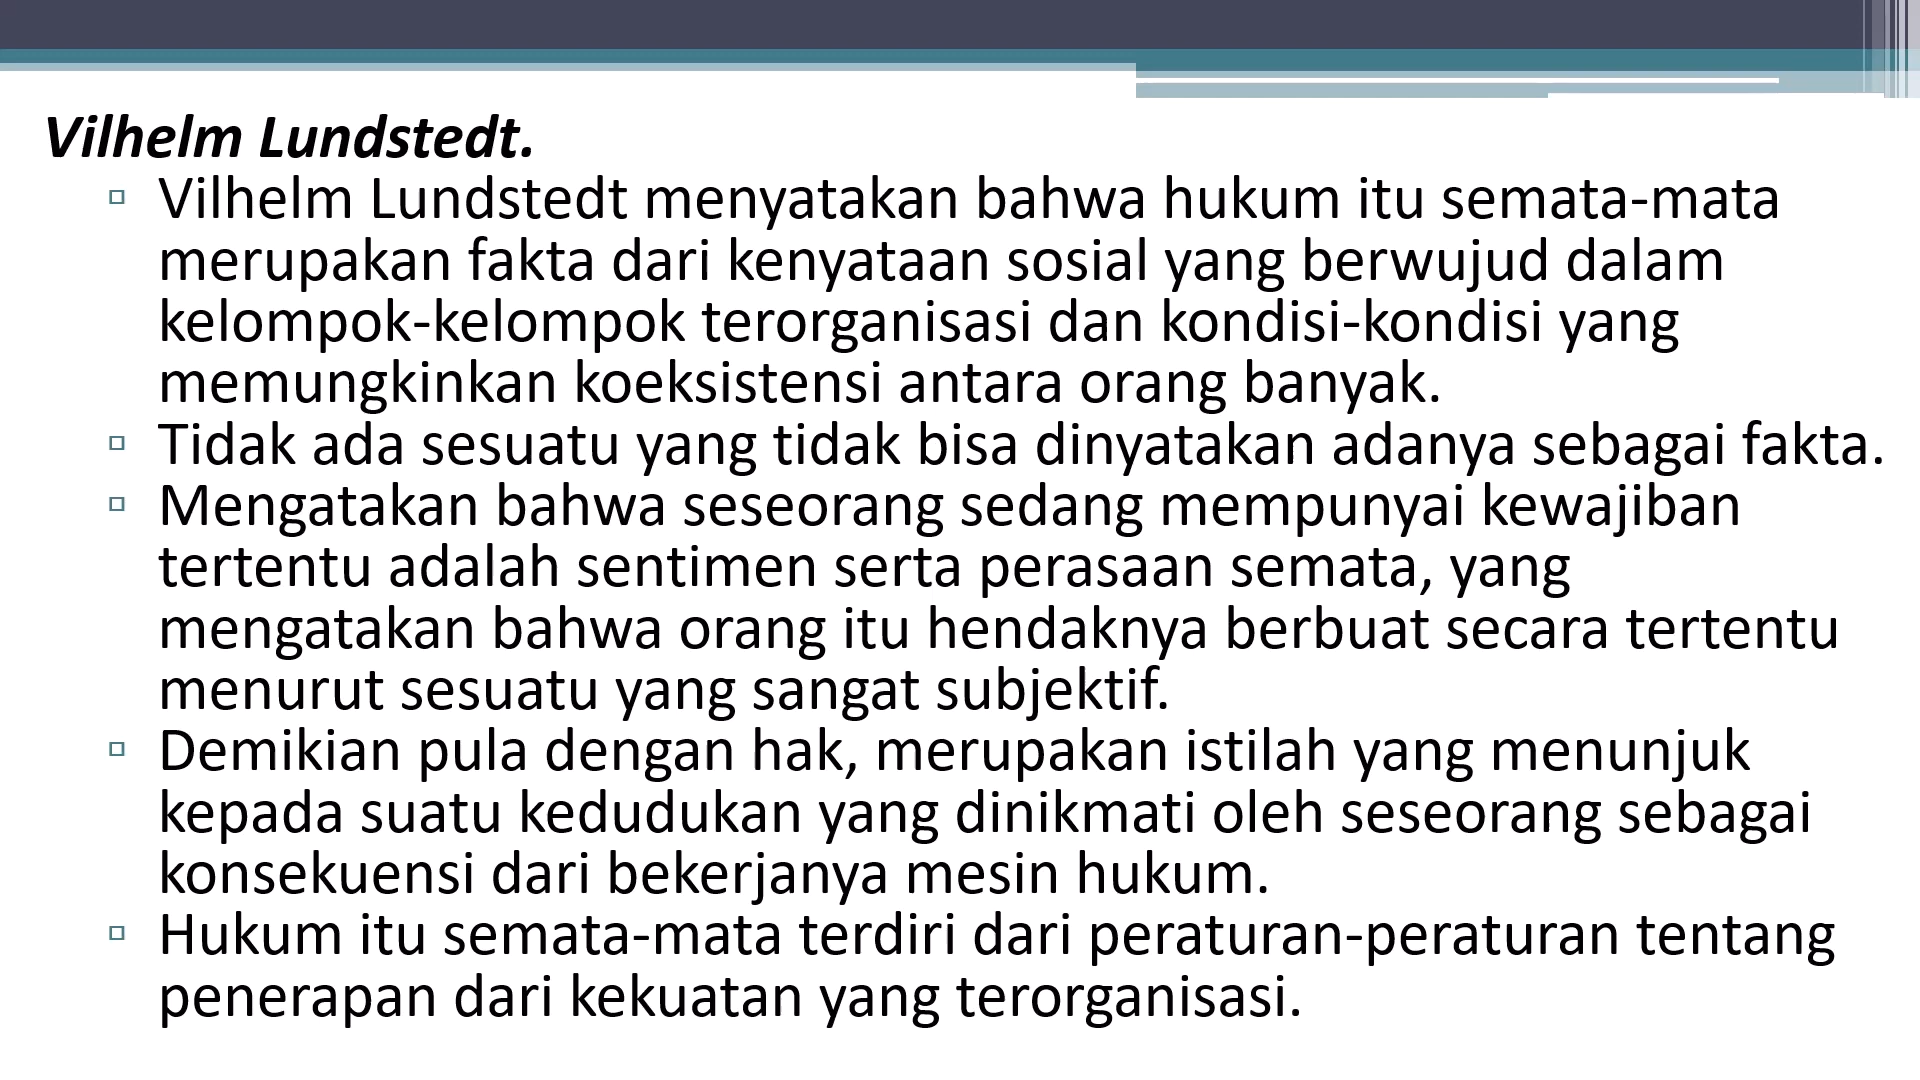 Vilhelm Lundstedt.
▫ Vilhelm Lundstedt menyatakan bahwa hukum itu semata-mata
merupakan fakta dari kenyataan sosial yang berwujud dalam
kelompok-kelompok terorganisasi dan kondisi-kondisi yang
memungkinkan koeksistensi antara orang banyak.
▫ Tidak ada sesuatu yang tidak bisa dinyatakan adanya sebagai fakta.
▫ Mengatakan bahwa seseorang sedang mempunyai kewajiban
tertentu adalah sentimen serta perasaan semata, yang
mengatakan bahwa orang itu hendaknya berbuat secara tertentu
menurut sesuatu yang sangat subjektif.
▫ Demikian pula dengan hak, merupakan istilah yang menunjuk
kepada suatu kedudukan yang dinikmati oleh seseorang sebagai
konsekuensi dari bekerjanya mesin hukum.
▫ Hukum itu semata-mata terdiri dari peraturan-peraturan tentang
penerapan dari kekuatan yang terorganisasi.